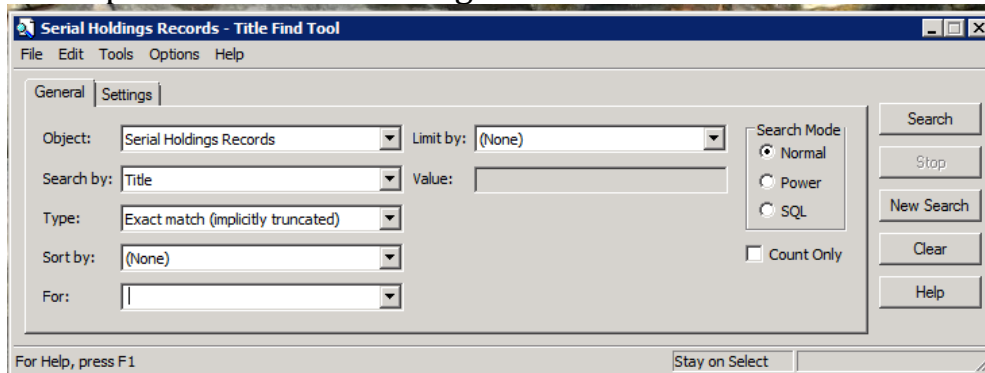 Serial Holdings Records - Title Find Tool
File Edit Tools Options Help
General Settings
Object: Serial Holdings Records Limit by: (None)
Search by: Title Value:
Type: Exact match (implicitly truncated)
Sort by: (None)
For:
Search Mode
Normal
Power
SQL
Count Only
Search
Stop
New Search
Clear
Help
For Help, press F1 Stay on Select